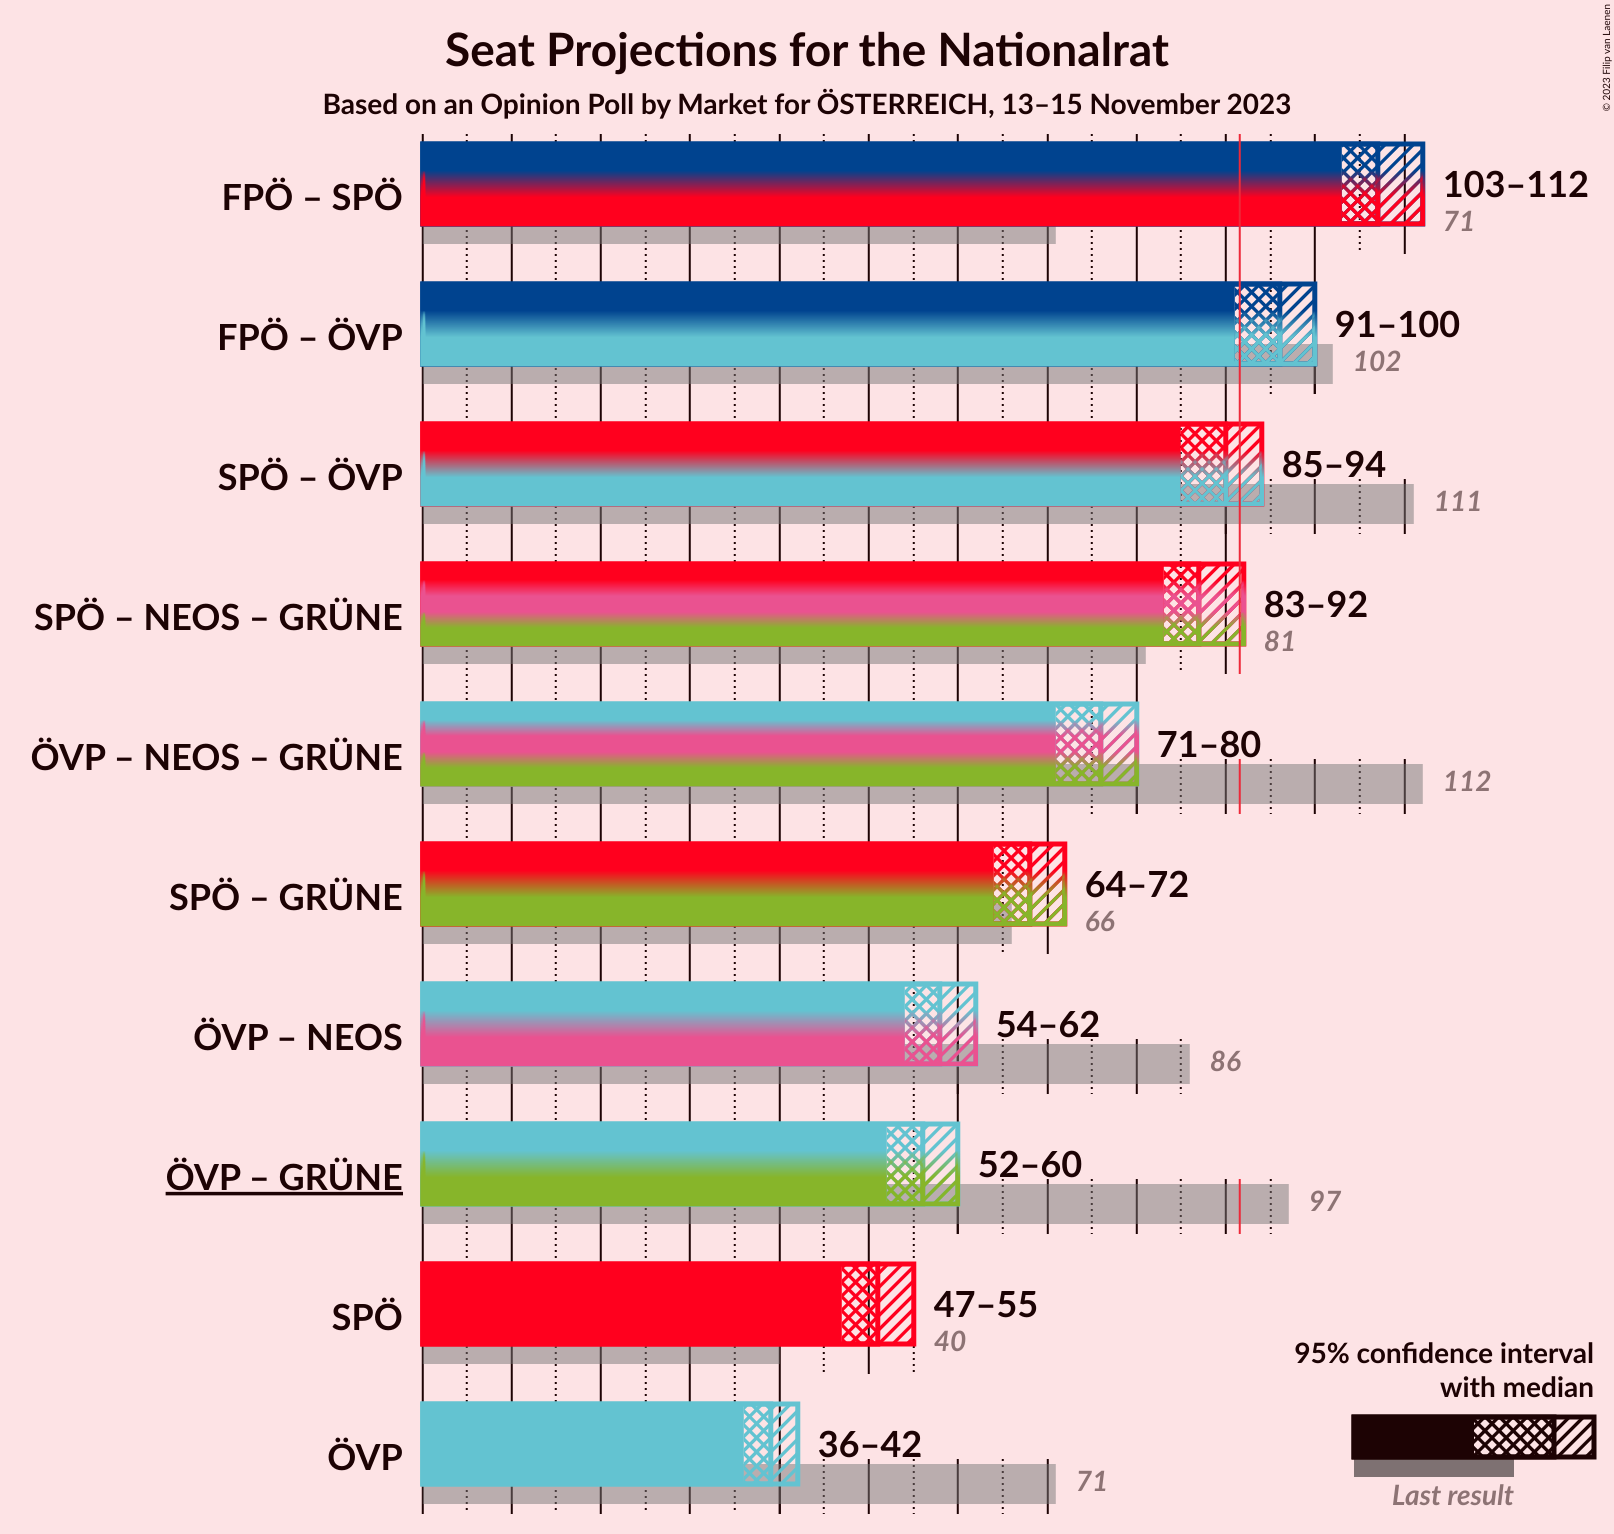 Seat Projections for the Nationalrat
Based on an Opinion Poll by Market for ÖSTERREICH, 13–15 November 2023
© 2023 Filip van Laenen
FPÖ – SPÖ
103–112
71
FPÖ – ÖVP
91–100
102
SPÖ – ÖVP
85–94
111
SPÖ – NEOS – GRÜNE
83–92
81
ÖVP – NEOS – GRÜNE
71–80
112
SPÖ – GRÜNE
64–72
66
ÖVP – NEOS
54–62
86
ÖVP – GRÜNE
52–60
97
SPÖ
47–55
40
ÖVP
36–42
71
95% confidence interval
with median
Last result